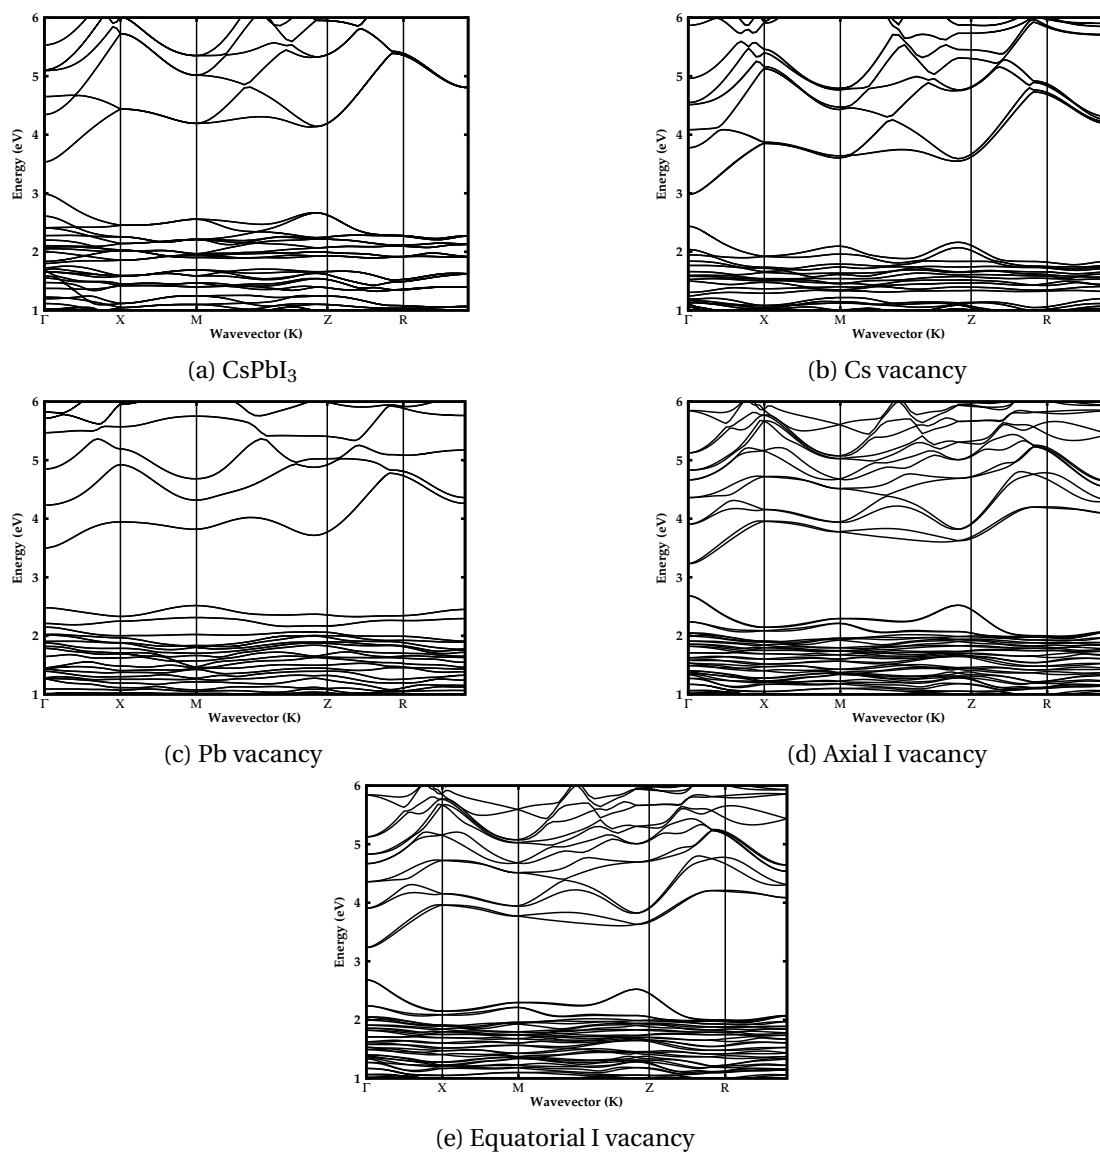 6
5
4
3
2
1
Energy (eV)
Γ X M Z R
Wavevector (K)
(a) CsPbI₃
6
5
4
3
2
1
Energy (eV)
Γ X M Z R
Wavevector (K)
(b) Cs vacancy
6
5
4
3
2
1
Energy (eV)
Γ X M Z R
Wavevector (K)
(c) Pb vacancy
6
5
4
3
2
1
Energy (eV)
Γ X M Z R
Wavevector (K)
(d) Axial I vacancy
6
5
4
3
2
1
Energy (eV)
Γ X M Z R
Wavevector (K)
(e) Equatorial I vacancy